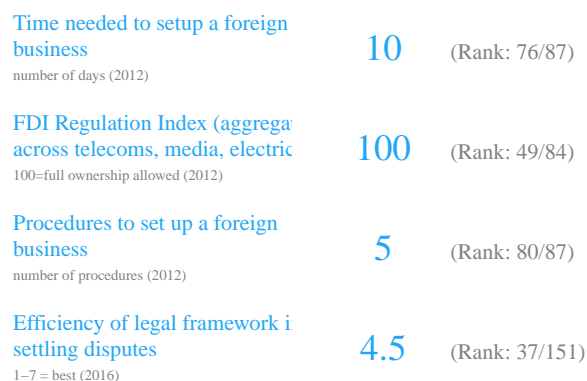 Time needed to setup a foreign
business
number of days (2012)
10
(Rank: 76/87)
FDI Regulation Index
across telecoms, media,
100=full ownership allowed (2012)
100
(Rank: 49/84)
Procedures to set up a foreign
business
number of procedures (2012)
5
(Rank: 80/87)
Efficiency of legal framework
settling disputes
1–7 = best (2016)
4.5
(Rank: 37/151)